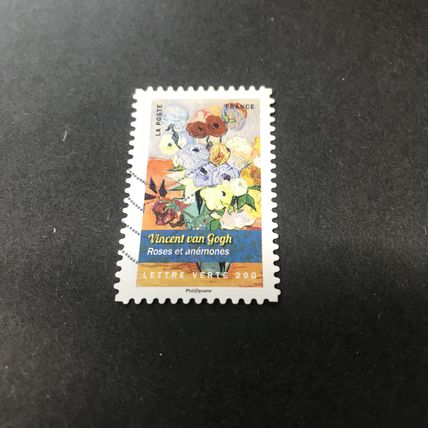 LA POSTE
FRANCE
Vincent van Gogh
Roses et anémones
LETTRE VERTE 20G
Phil@poste